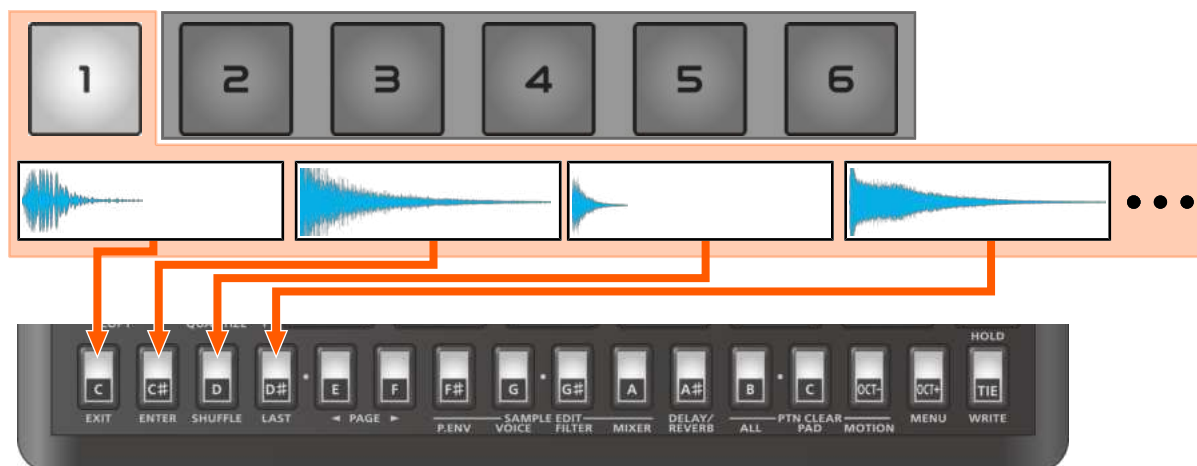 1 2 3 4 5 6
HOLD
C C# D D# E F F# G G# A A# B C OCT- OCT+ TIE
EXIT ENTER SHUFFLE LAST ◄ PAGE ► SAMPLE EDIT DELAY/ PTN CLEAR MENU WRITE
P.ENV VOICE FILTER MIXER REVERB ALL PAD MOTION